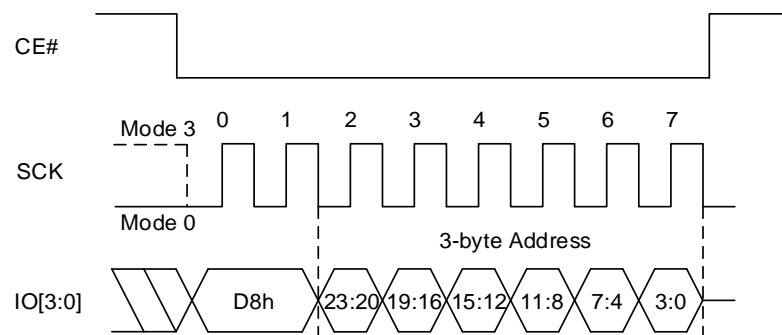 CE#
Mode 3
0 1 2 3 4 5 6 7
SCK
Mode 0
3-byte Address
IO[3:0]
D8h 23:20 19:16 15:12 11:8 7:4 3:0